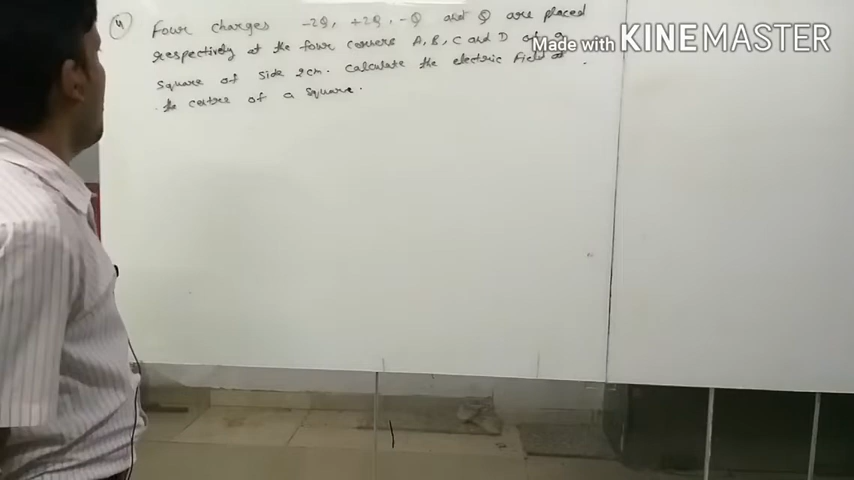 4) Four charges -2Q, +2Q, -Q and Q are placed
respectively at the four corners A, B, C and D of a
Made with KINEMASTER
square of side 2cm. Calculate the electric field at
the centre of a square.